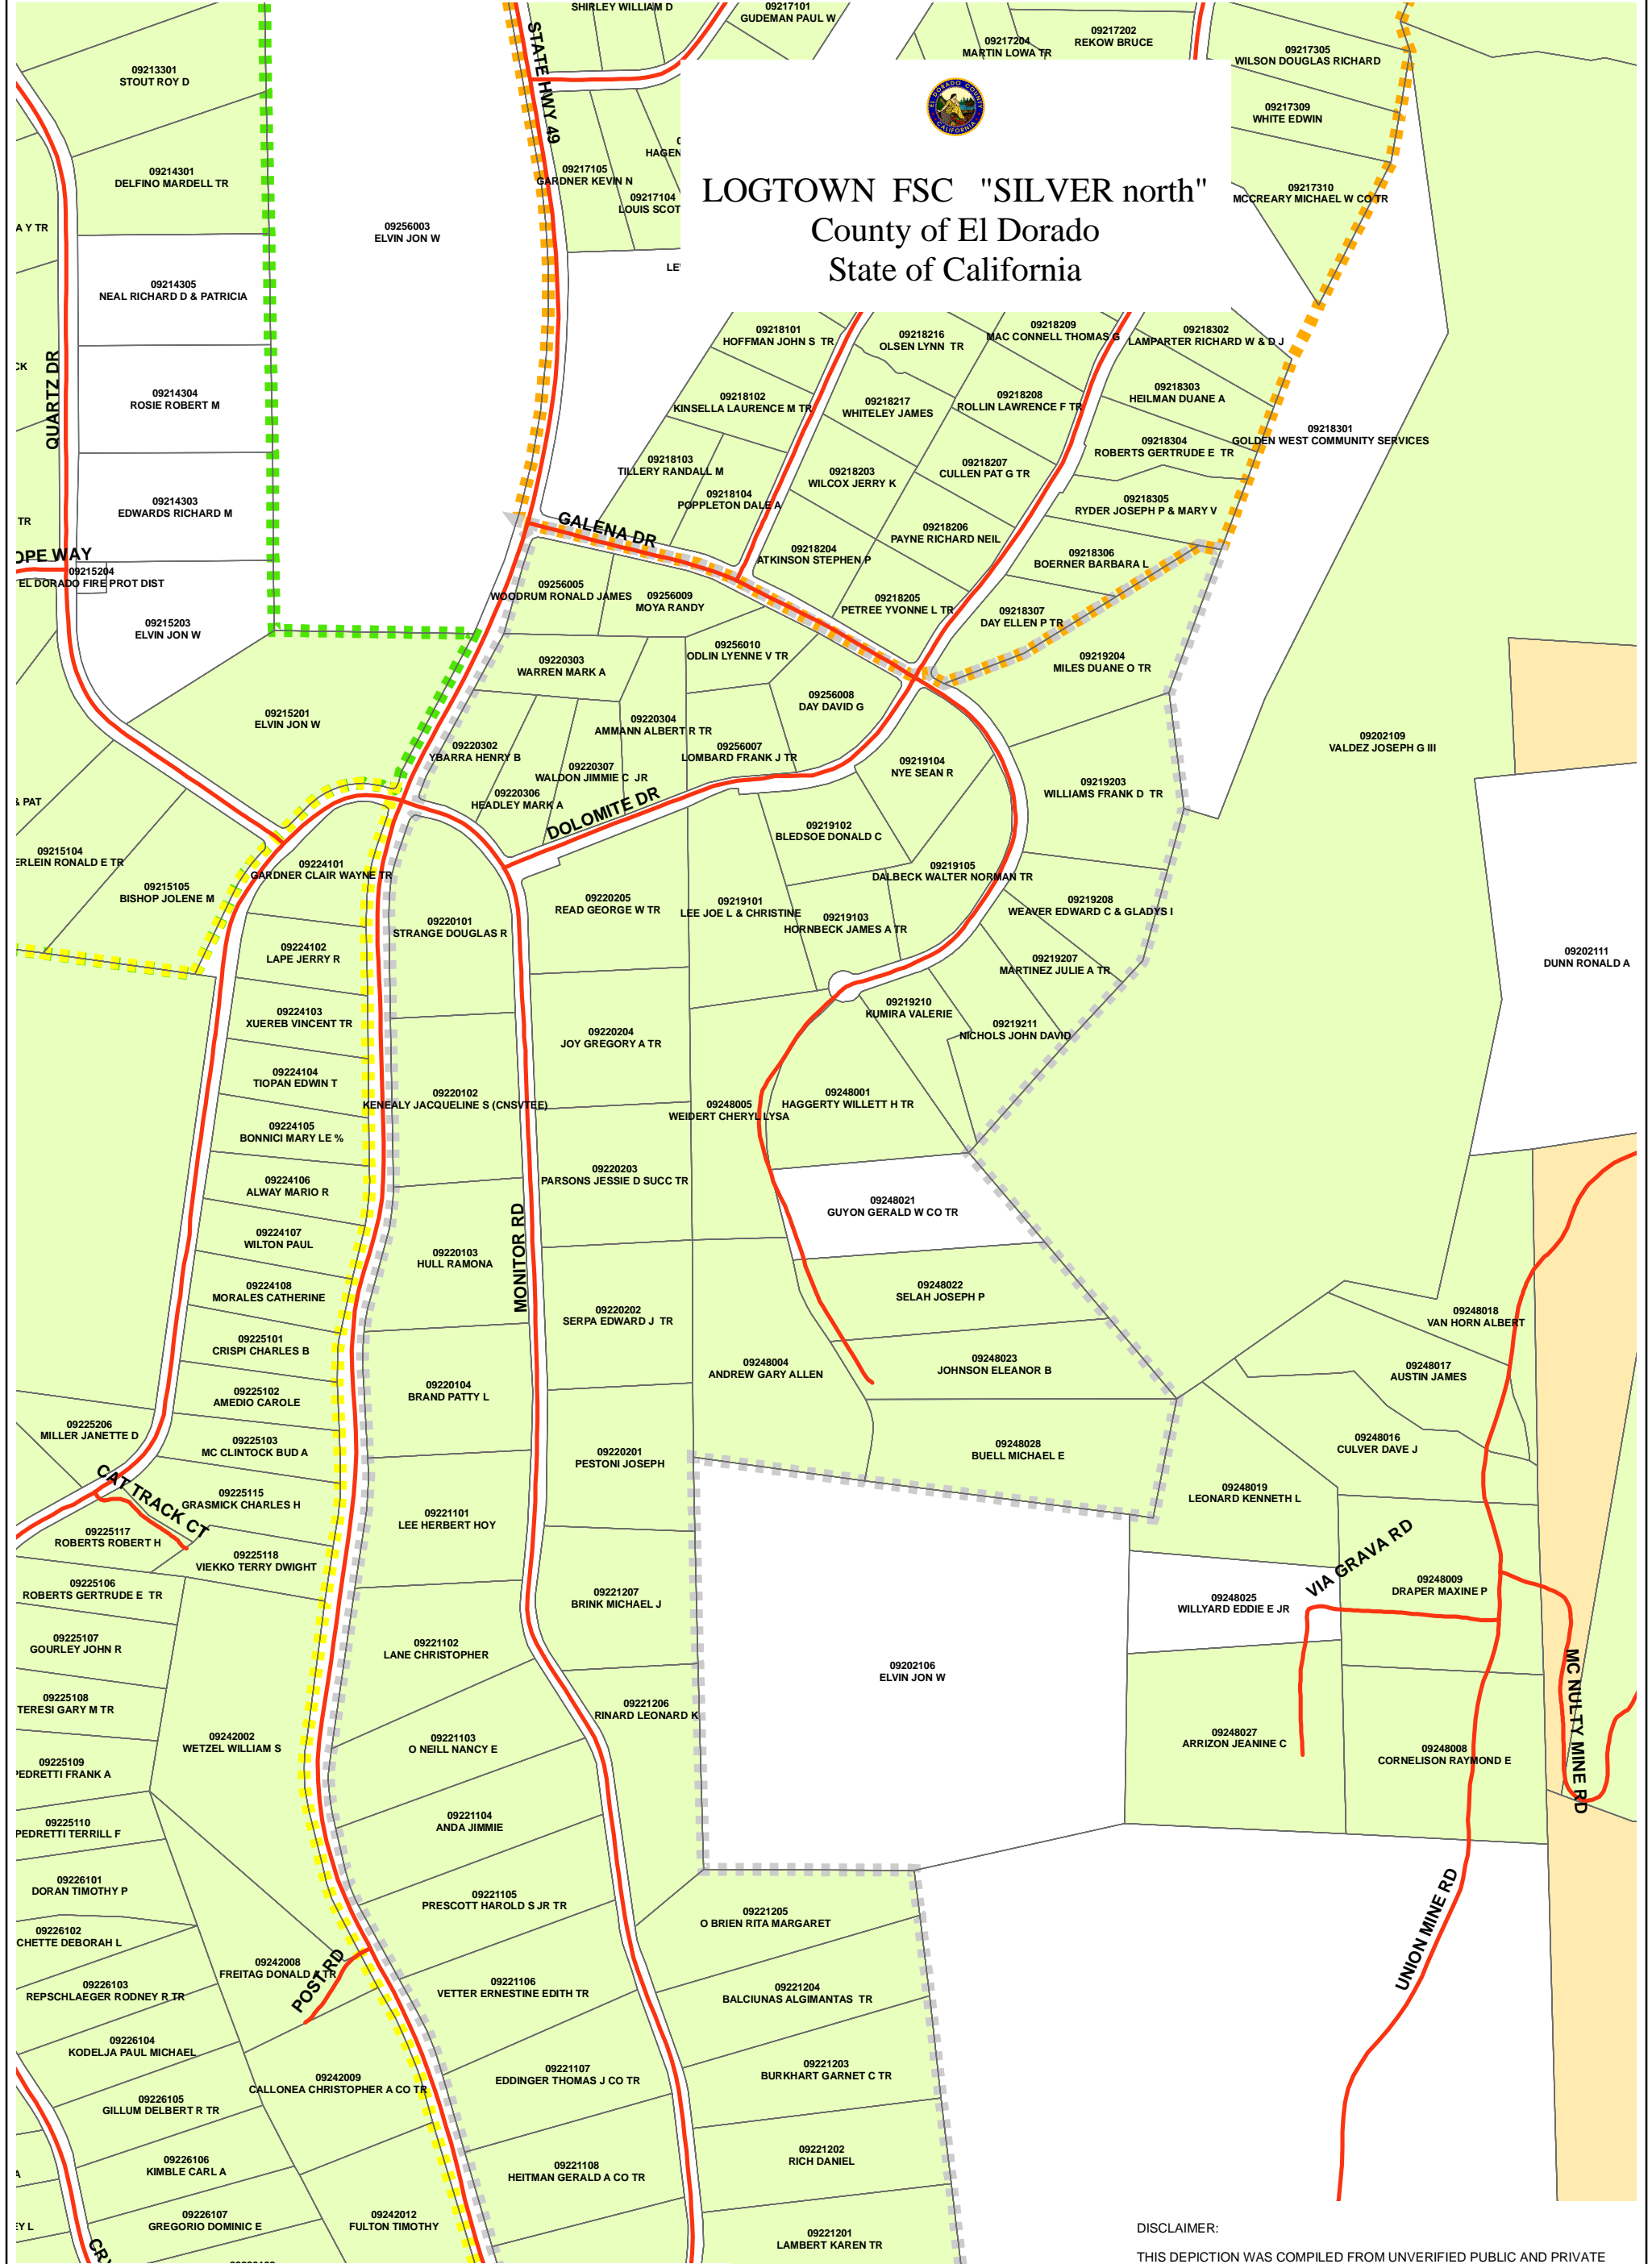 SHIRLEY WILLIAM D
09217101
GUDEMAN PAUL W
09217204
MARTIN LOWA TR
09217202
REKOW BRUCE
09217305
WILSON DOUGLAS RICHARD
09213301
STOUT ROY D
STATE HWY 49
EL DORADO COUNTY
CALIFORNIA
09217309
WHITE EDWIN
09214301
DELFINO MARDELL TR
09217105
GARDNER KEVIN N
HAGEN
09217104
LOUIS SCOT
LOGTOWN FSC "SILVER north"
County of El Dorado
State of California
09217310
MCCREARY MICHAEL W CO TR
A Y TR
09256003
ELVIN JON W
LE
09214305
NEAL RICHARD D & PATRICIA
09218101
HOFFMAN JOHN S TR
09218216
OLSEN LYNN TR
09218209
MAC CONNELL THOMAS G
09218302
LAMPARTER RICHARD W & D J
CK
QUARTZ DR
09214304
ROSIE ROBERT M
09218102
KINSELLA LAURENCE M TR
09218217
WHITELEY JAMES
09218208
ROLLIN LAWRENCE F TR
09218303
HEILMAN DUANE A
09218301
GOLDEN WEST COMMUNITY SERVICES
09218304
ROBERTS GERTRUDE E TR
09218103
TILLERY RANDALL M
09218203
WILCOX JERRY K
09218207
CULLEN PAT G TR
09214303
EDWARDS RICHARD M
TR
09218104
POPPLETON DALE A
09218305
RYDER JOSEPH P & MARY V
GALENA DR
09218206
PAYNE RICHARD NEIL
09218204
ATKINSON STEPHEN P
09218306
BOERNER BARBARA L
OPE WAY
09215204
EL DORADO FIRE PROT DIST
09256005
WOODRUM RONALD JAMES
09256009
MOYA RANDY
09218205
PETREE YVONNE L TR
09218307
DAY ELLEN P TR
09215203
ELVIN JON W
09220303
WARREN MARK A
09256010
ODLIN LYENNE V TR
09219204
MILES DUANE O TR
09256008
DAY DAVID G
09215201
ELVIN JON W
09220304
AMMANN ALBERT R TR
09220302
YBARRA HENRY B
09256007
LOMBARD FRANK J TR
09202109
VALDEZ JOSEPH G III
09220307
WALDON JIMMIE C JR
09219104
NYE SEAN R
09219203
WILLIAMS FRANK D TR
& PAT
09220306
HEADLEY MARK A
DOLOMITE DR
09219102
BLEDSOE DONALD C
09215104
ERLEIN RONALD E TR
09224101
GARDNER CLAIR WAYNE TR
09219105
DALBECK WALTER NORMAN TR
09215105
BISHOP JOLENE M
09220205
READ GEORGE W TR
09219101
LEE JOE L & CHRISTINE
09219208
WEAVER EDWARD C & GLADYS I
09220101
STRANGE DOUGLAS R
09219103
HORNBECK JAMES A TR
09224102
LAPE JERRY R
09219207
MARTINEZ JULIE A TR
09202111
DUNN RONALD A
09224103
XUEREB VINCENT TR
09219210
KUMIRA VALERIE
09219211
NICHOLS JOHN DAVID
09220204
JOY GREGORY A TR
09224104
TIOPAN EDWIN T
09220102
KENEALY JACQUELINE S (CNSVTEE)
09248005
WEIDERT CHERYL LYSA
09248001
HAGGERTY WILLETT H TR
09224105
BONNICI MARY LE %
09220203
PARSONS JESSIE D SUCC TR
09224106
ALWAY MARIO R
09248021
GUYON GERALD W CO TR
09224107
WILTON PAUL
MONITOR RD
09220103
HULL RAMONA
09224108
MORALES CATHERINE
09248022
SELAH JOSEPH P
09220202
SERPA EDWARD J TR
09248018
VAN HORN ALBERT
09225101
CRISPI CHARLES B
09248004
ANDREW GARY ALLEN
09248023
JOHNSON ELEANOR B
09248017
AUSTIN JAMES
09225102
AMEDIO CAROLE
09220104
BRAND PATTY L
09225206
MILLER JANETTE D
09225103
MC CLINTOCK BUD A
09220201
PESTONI JOSEPH
09248028
BUELL MICHAEL E
09248016
CULVER DAVE J
CAT TRACK CT
09225115
GRASMICK CHARLES H
09248019
LEONARD KENNETH L
09221101
LEE HERBERT HOY
09225117
ROBERTS ROBERT H
09225118
VIEKKO TERRY DWIGHT
VIA GRAVA RD
09225106
ROBERTS GERTRUDE E TR
09221207
BRINK MICHAEL J
09248025
WILLYARD EDDIE E JR
09248009
DRAPER MAXINE P
09225107
GOURLEY JOHN R
09221102
LANE CHRISTOPHER
09202106
ELVIN JON W
MC NULTY MINE RD
09225108
TERESI GARY M TR
09221206
RINARD LEONARD K
09242002
WETZEL WILLIAM S
09221103
O NEILL NANCY E
09248027
ARRIZON JEANINE C
09248008
CORNELISON RAYMOND E
09225109
PEDRETTI FRANK A
09225110
PEDRETTI TERRILL F
09221104
ANDA JIMMIE
09226101
DORAN TIMOTHY P
09221105
PRESCOTT HAROLD S JR TR
09221205
O BRIEN RITA MARGARET
UNION MINE RD
09226102
CHETTE DEBORAH L
09242008
FREITAG DONALD TR
POST RD
09226103
REPSCHLAEGER RODNEY R TR
09221106
VETTER ERNESTINE EDITH TR
09221204
BALCIUNAS ALGIMANTAS TR
09226104
KODELJA PAUL MICHAEL
09242009
CALLONEA CHRISTOPHER A CO TR
09221107
EDDINGER THOMAS J CO TR
09221203
BURKHART GARNET C TR
09226105
GILLUM DELBERT R TR
09226106
KIMBLE CARL A
09221108
HEITMAN GERALD A CO TR
09221202
RICH DANIEL
09226107
GREGORIO DOMINIC E
09242012
FULTON TIMOTHY
EY L
CRY
09221201
LAMBERT KAREN TR
DISCLAIMER:
THIS DEPICTION WAS COMPILED FROM UNVERIFIED PUBLIC AND PRIVATE